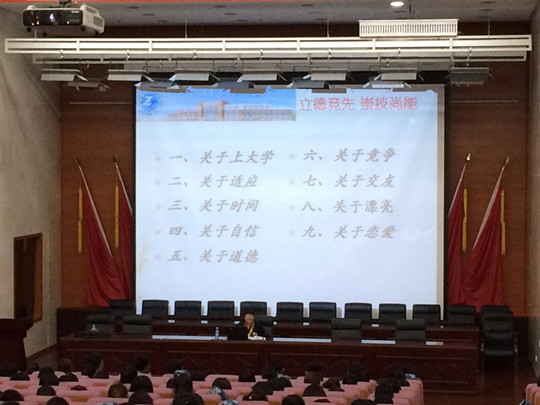 立德竞先 崇技尚能
一、关于上大学
二、关于适应
三、关于时间
四、关于自信
五、关于道德
六、关于竞争
七、关于交友
八、关于漂亮
九、关于恋爱